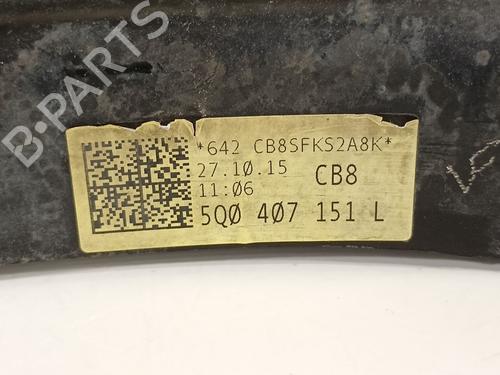 B-PARTS
*642 CB8SFKS2A8K*
27.10.15
11:06
CB8
5Q0 407 151 L